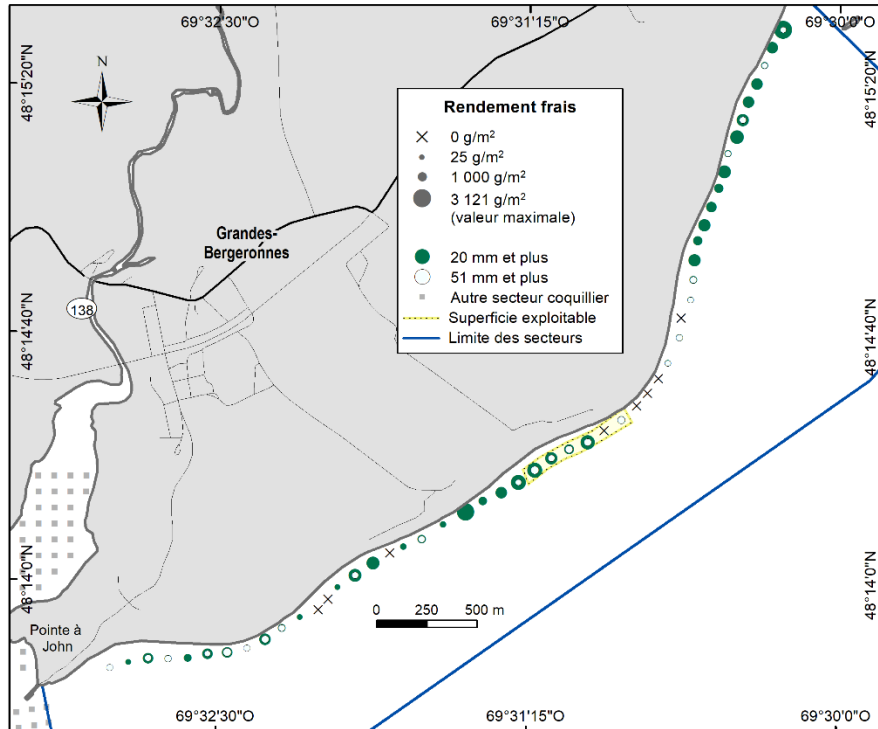 69°32'30"O
69°31'15"O
69°30'0"O
48°15'20"N
48°15'20"N
N
Rendement frais
0 g/m²
25 g/m²
1 000 g/m²
3 121 g/m²
(valeur maximale)
20 mm et plus
51 mm et plus
Autre secteur coquillier
Superficie exploitable
Limite des secteurs
Grandes-
Bergeronnes
138
48°14'40"N
48°14'40"N
48°14'0"N
48°14'0"N
0 250 500 m
Pointe à
John
69°32'30"O
69°31'15"O
69°30'0"O